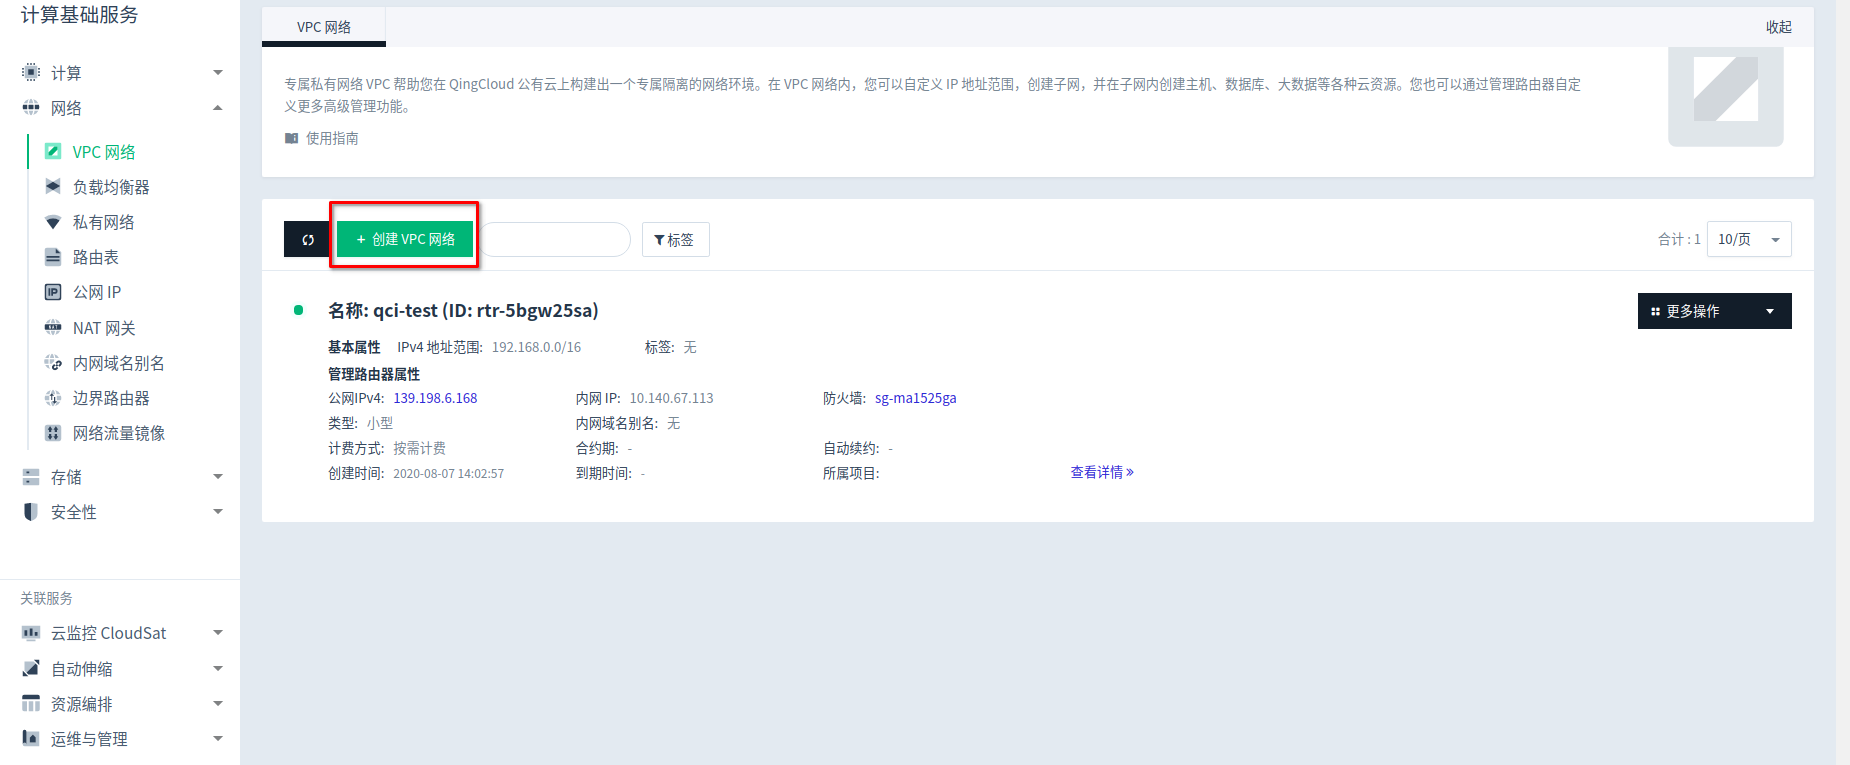 计算基础服务
计算
网络
VPC 网络
负载均衡器
私有网络
路由表
公网 IP
NAT 网关
内网域名别名
边界路由器
网络流量镜像
存储
安全性
关联服务
云监控 CloudSat
自动伸缩
资源编排
运维与管理
VPC 网络
收起
专属私有网络 VPC 帮助您在 QingCloud 公有云上构建出一个专属隔离的网络环境。在 VPC 网络内，您可以自定义 IP 地址范围，创建子网，并在子网内创建主机、数据库、大数据等各种云资源。您也可以通过管理路由器自定
义更多高级管理功能。
使用指南
+ 创建 VPC 网络
标签
合计 : 1
10/页
名称: qci-test (ID: rtr-5bgw25sa)
更多操作
基本属性 IPv4 地址范围: 192.168.0.0/16 标签: 无
管理路由器属性
公网IPv4: 139.198.6.168 内网 IP: 10.140.67.113 防火墙: sg-ma1525ga
类型: 小型 内网域名别名: 无
计费方式: 按需计费 合约期: - 自动续约: -
创建时间: 2020-08-07 14:02:57 到期时间: - 所属项目: 查看详情 »